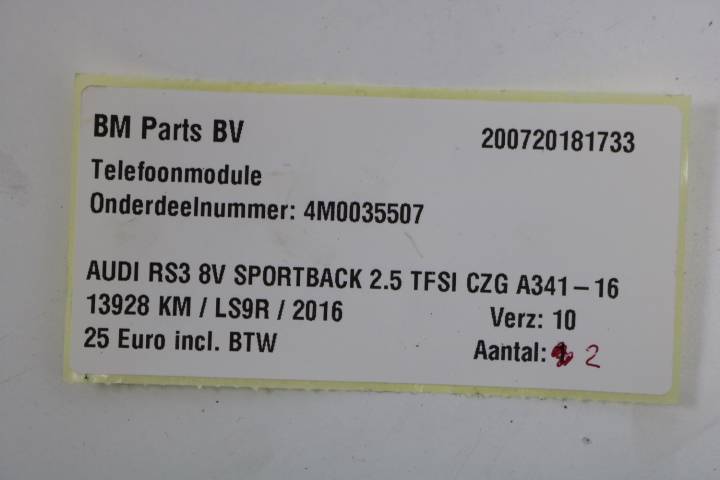 BM Parts BV 200720181733
Telefoonmodule
Onderdeelnummer: 4M0035507
AUDI RS3 8V SPORTBACK 2.5 TFSI CZG A341-16
13928 KM / LS9R / 2016 Verz: 10
25 Euro incl. BTW Aantal: 2